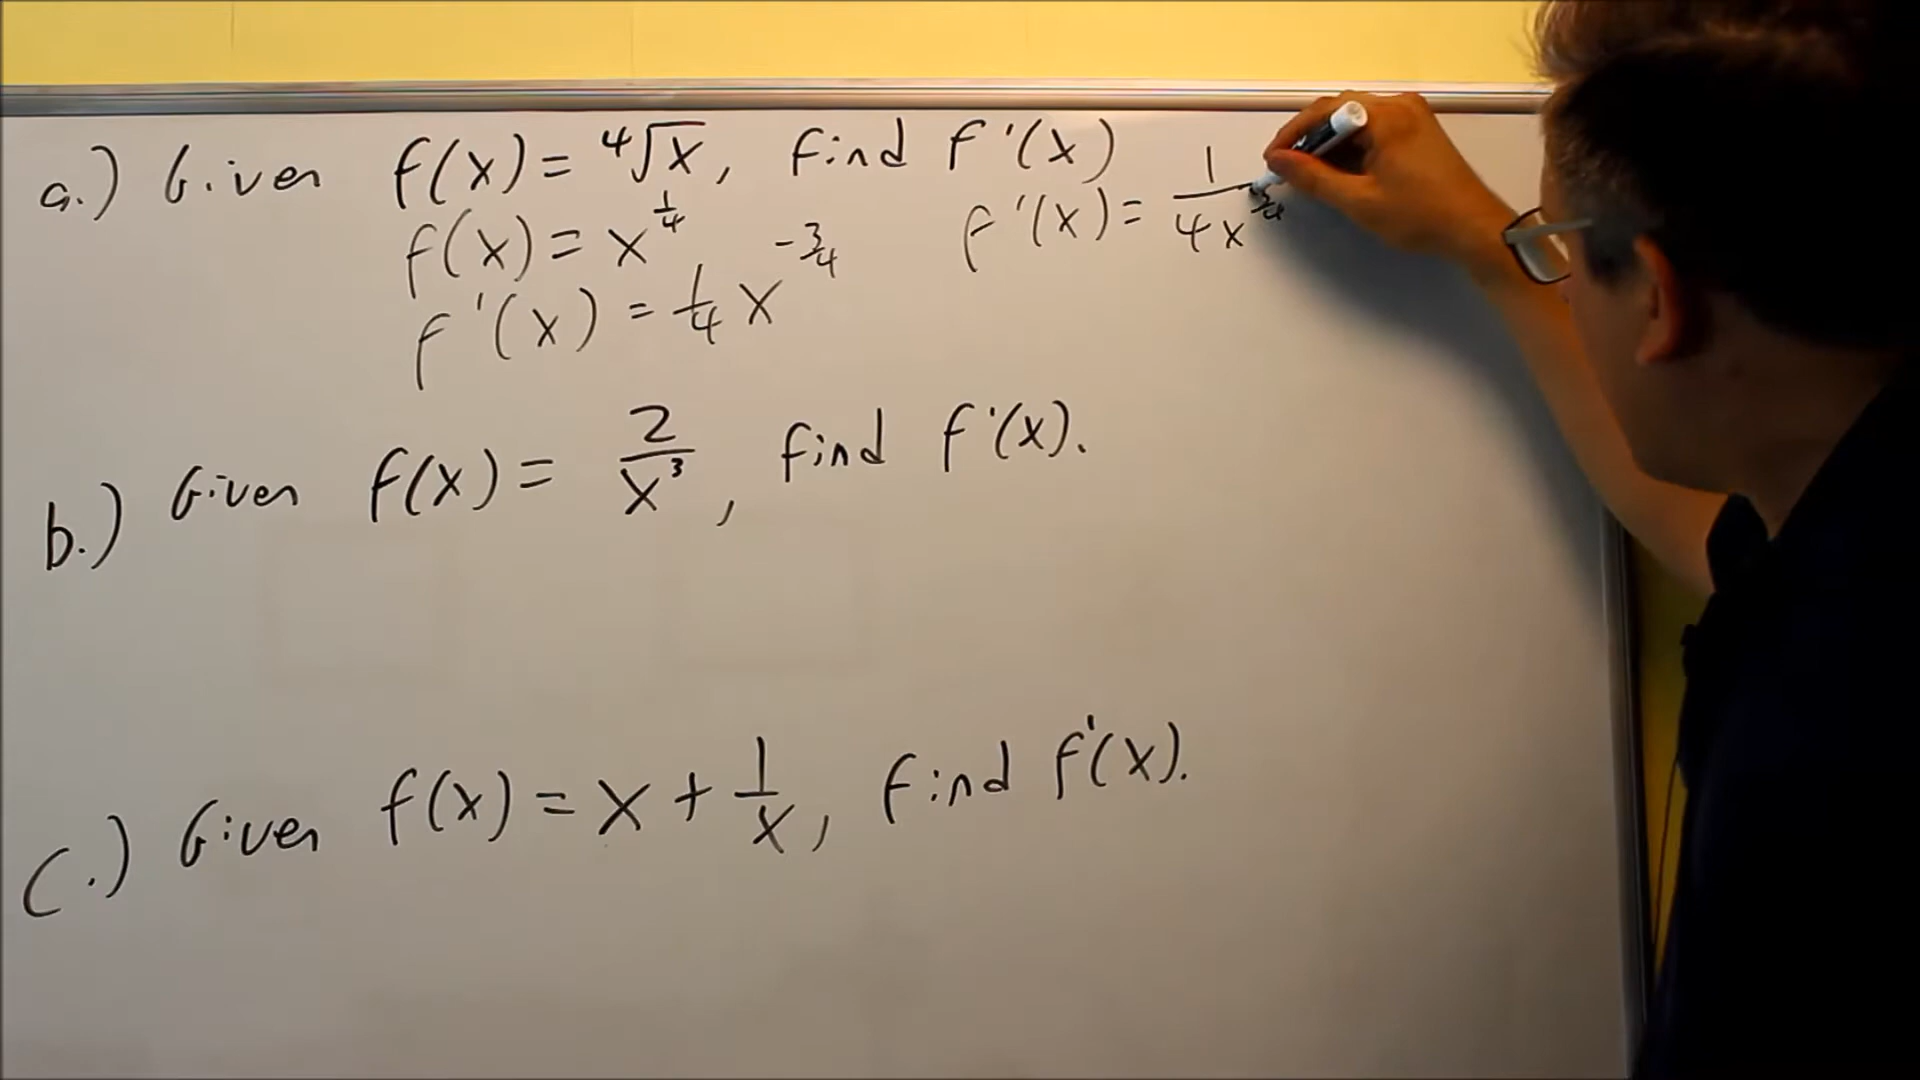 a.) Given f(x) = ⁴√x, find f'(x)
f(x) = x^(1/4)
f'(x) = 1/4 x^(-3/4)
f'(x) = 1/(4x^(3/4))
b.) Given f(x) = 2/x³, find f'(x).
c.) Given f(x) = x + 1/x, find f'(x).